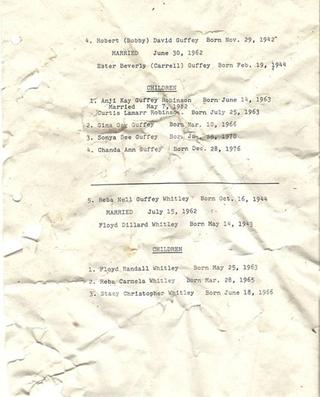 4. Robert (Bobby) David Guffey Born Nov. 29, 1942
MARRIED June 30, 1962
Ester Beverly (Carrell) Guffey Born Feb. 19, 1944
CHILDREN
1. Anji Kay Guffey Robinson Born June 14, 1963
Married May 7, 1982
Curtis Lamarr Robinson. Born July 25, 1963
2. Gina Guffey Born Mar. 10, 1966
3. Sonya Dee Guffey Born 1970
4. Chanda Ann Guffey Born Dec. 28, 1976
5. Reba Nell Guffey Whitley Born Oct. 16, 1944
MARRIED July 15, 1962
Floyd Dillard Whitley Born May 14, 1943
CHILDREN
1. Floyd Randall Whitley Born May 25, 1963
2. Reba Carmela Whitley Born Mar. 28, 1965
3. Stacy Christopher Whitley Born June 18, 1966